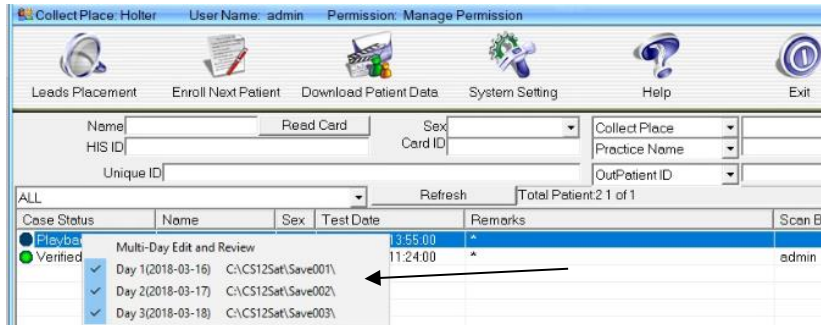 Collect Place: Holter User Name: admin Permission: Manage Permission
Leads Placement Enroll Next Patient Download Patient Data System Setting Help Exit
Name Read Card Sex Collect Place
HIS ID Card ID Practice Name
Unique ID OutPatient ID
ALL Refresh Total Patient:2 1 of 1
Case Status Name Sex Test Date Remarks Scan B
Playba 13:55:00 *
Verified 11:24:00 * admin
Multi-Day Edit and Review
Day 1(2018-03-16) C:\CS12Sat\Save001\
Day 2(2018-03-17) C:\CS12Sat\Save002\
Day 3(2018-03-18) C:\CS12Sat\Save003\